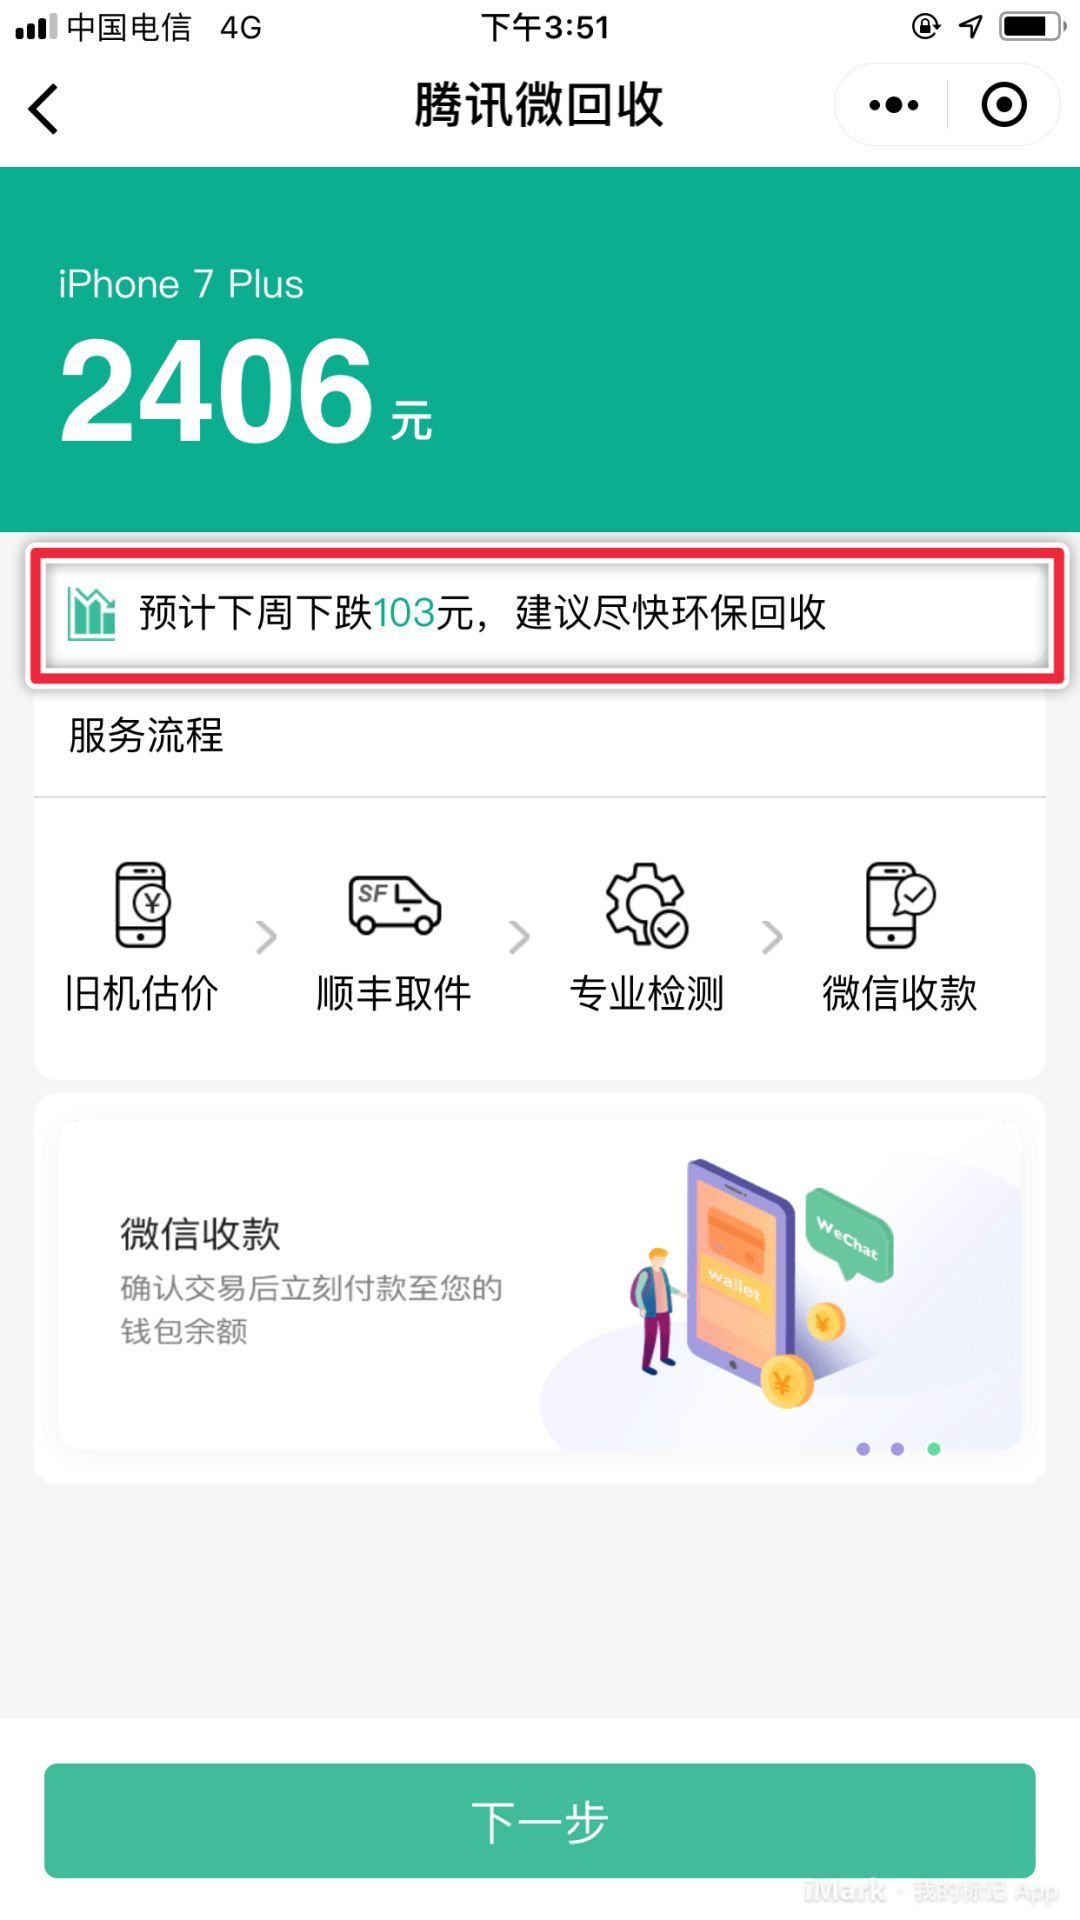 中国电信 4G 下午3:51
腾讯微回收
iPhone 7 Plus
2406 元
预计下周下跌103元，建议尽快环保回收
服务流程
¥ SF
旧机估价 顺丰取件 专业检测 微信收款
微信收款
确认交易后立刻付款至您的
钱包余额
WeChat
wallet
¥
¥
下一步
iMark · 我的标记 App